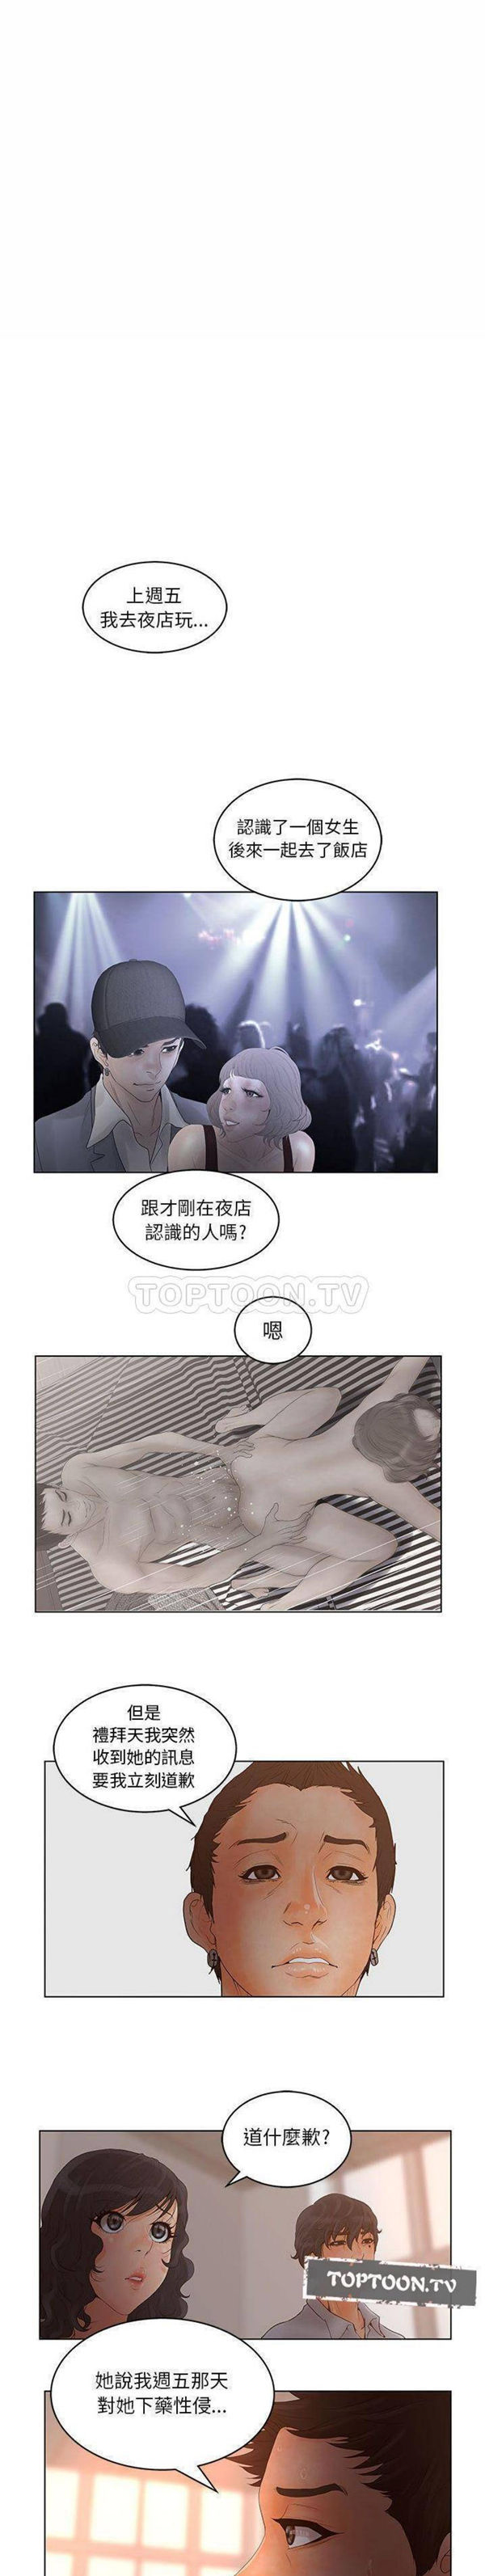 上週五
我去夜店玩...
認識了一個女生
後來一起去了飯店
跟才剛在夜店
認識的人嗎?
TOPTOON.TV
嗯
但是
禮拜天我突然
收到她的訊息
要我立刻道歉
道什麼歉?
TOPTOON.TV
她說我週五那天
對她下藥性侵...